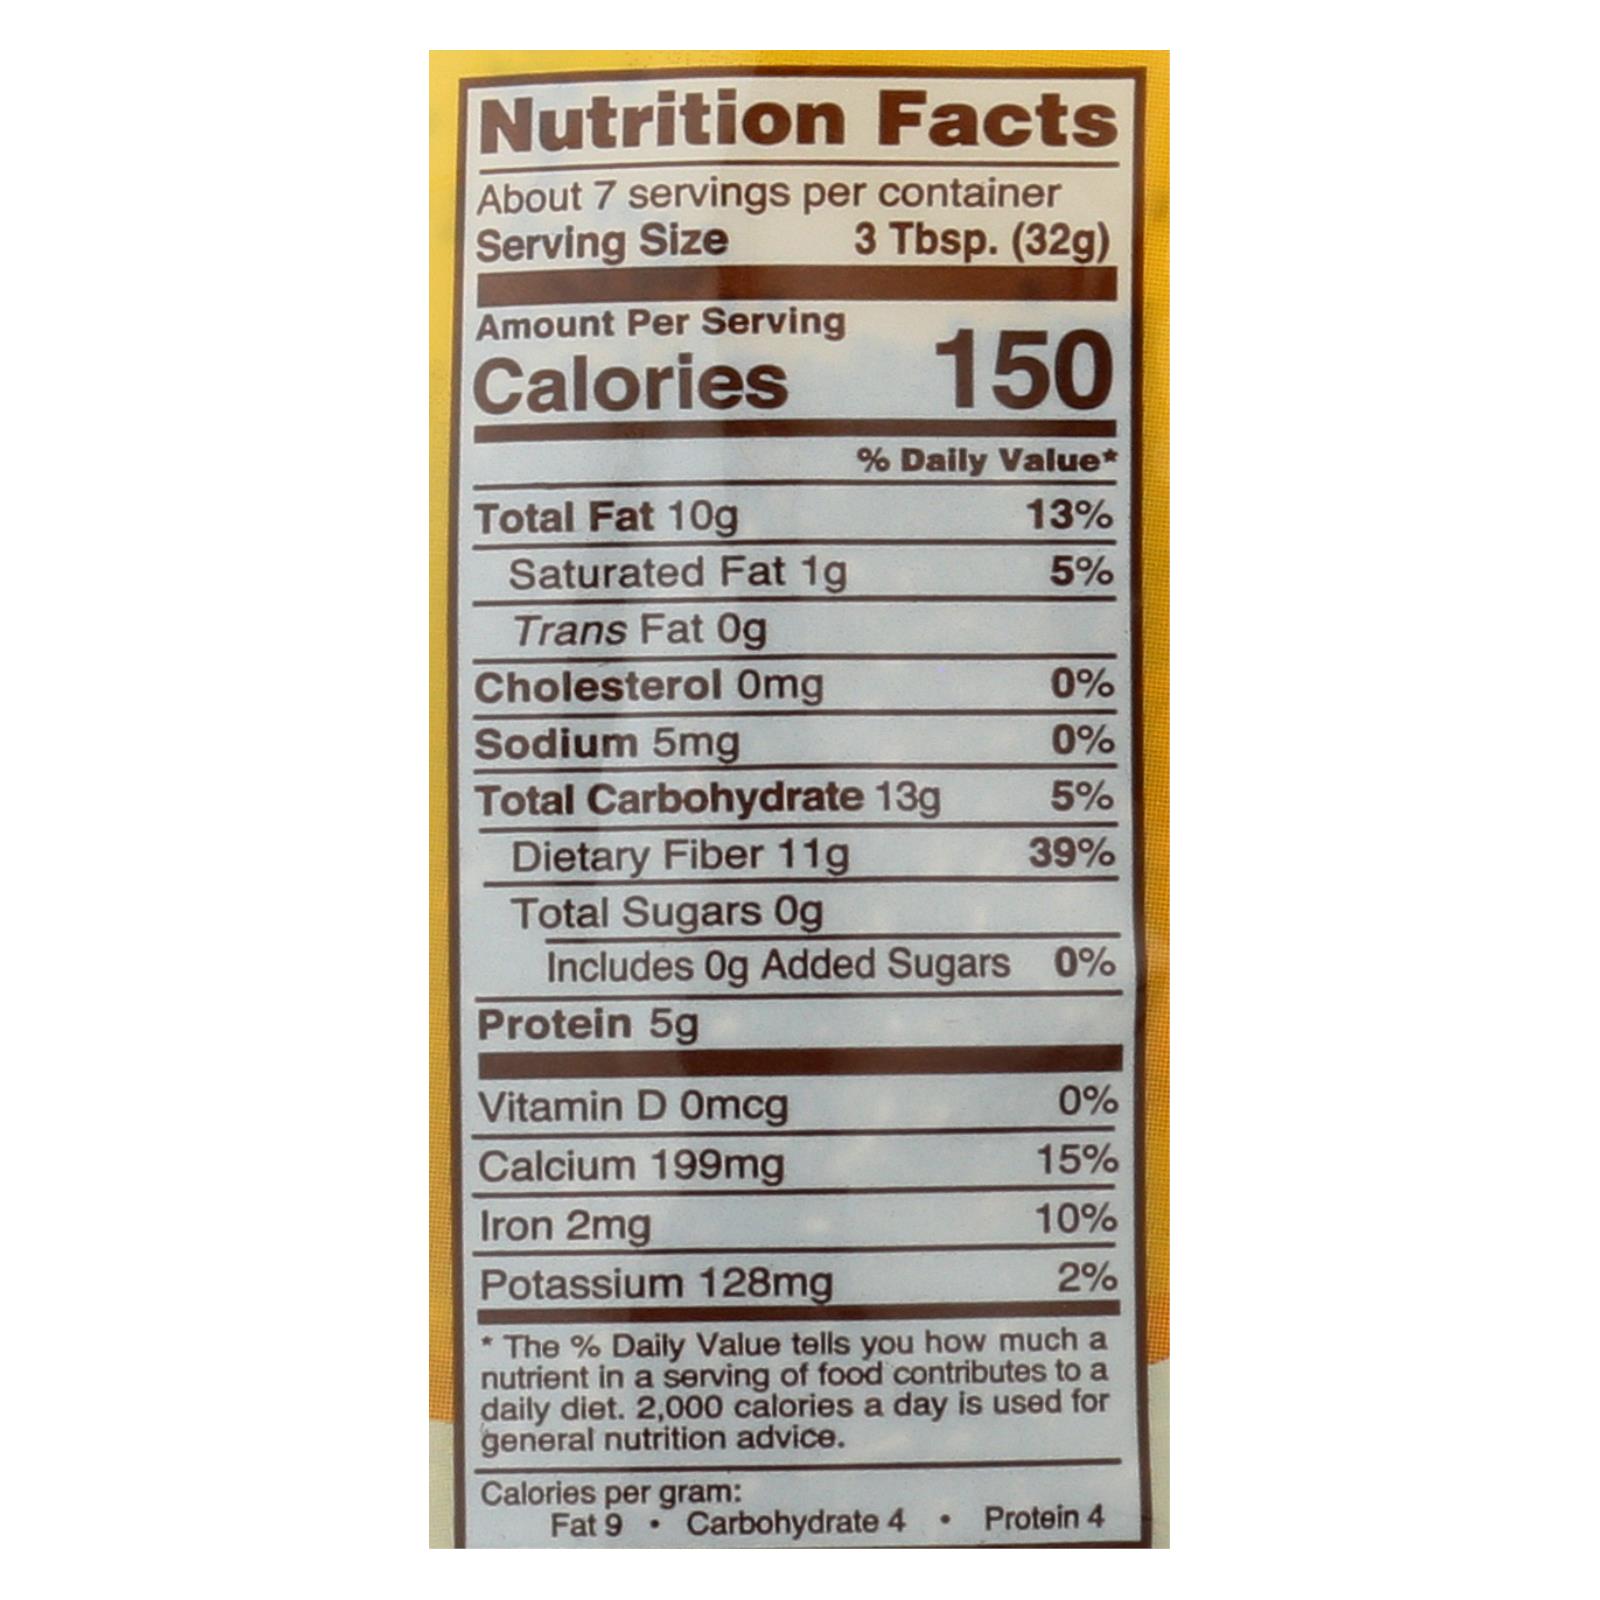 Nutrition Facts
About 7 servings per container
Serving Size 3 Tbsp. (32g)
Amount Per Serving
Calories 150
% Daily Value*
Total Fat 10g 13%
Saturated Fat 1g 5%
Trans Fat 0g
Cholesterol 0mg 0%
Sodium 5mg 0%
Total Carbohydrate 13g 5%
Dietary Fiber 11g 39%
Total Sugars 0g
Includes 0g Added Sugars 0%
Protein 5g
Vitamin D 0mcg 0%
Calcium 199mg 15%
Iron 2mg 10%
Potassium 128mg 2%
* The % Daily Value tells you how much a
nutrient in a serving of food contributes to a
daily diet. 2,000 calories a day is used for
general nutrition advice.
Calories per gram:
Fat 9 • Carbohydrate 4 • Protein 4